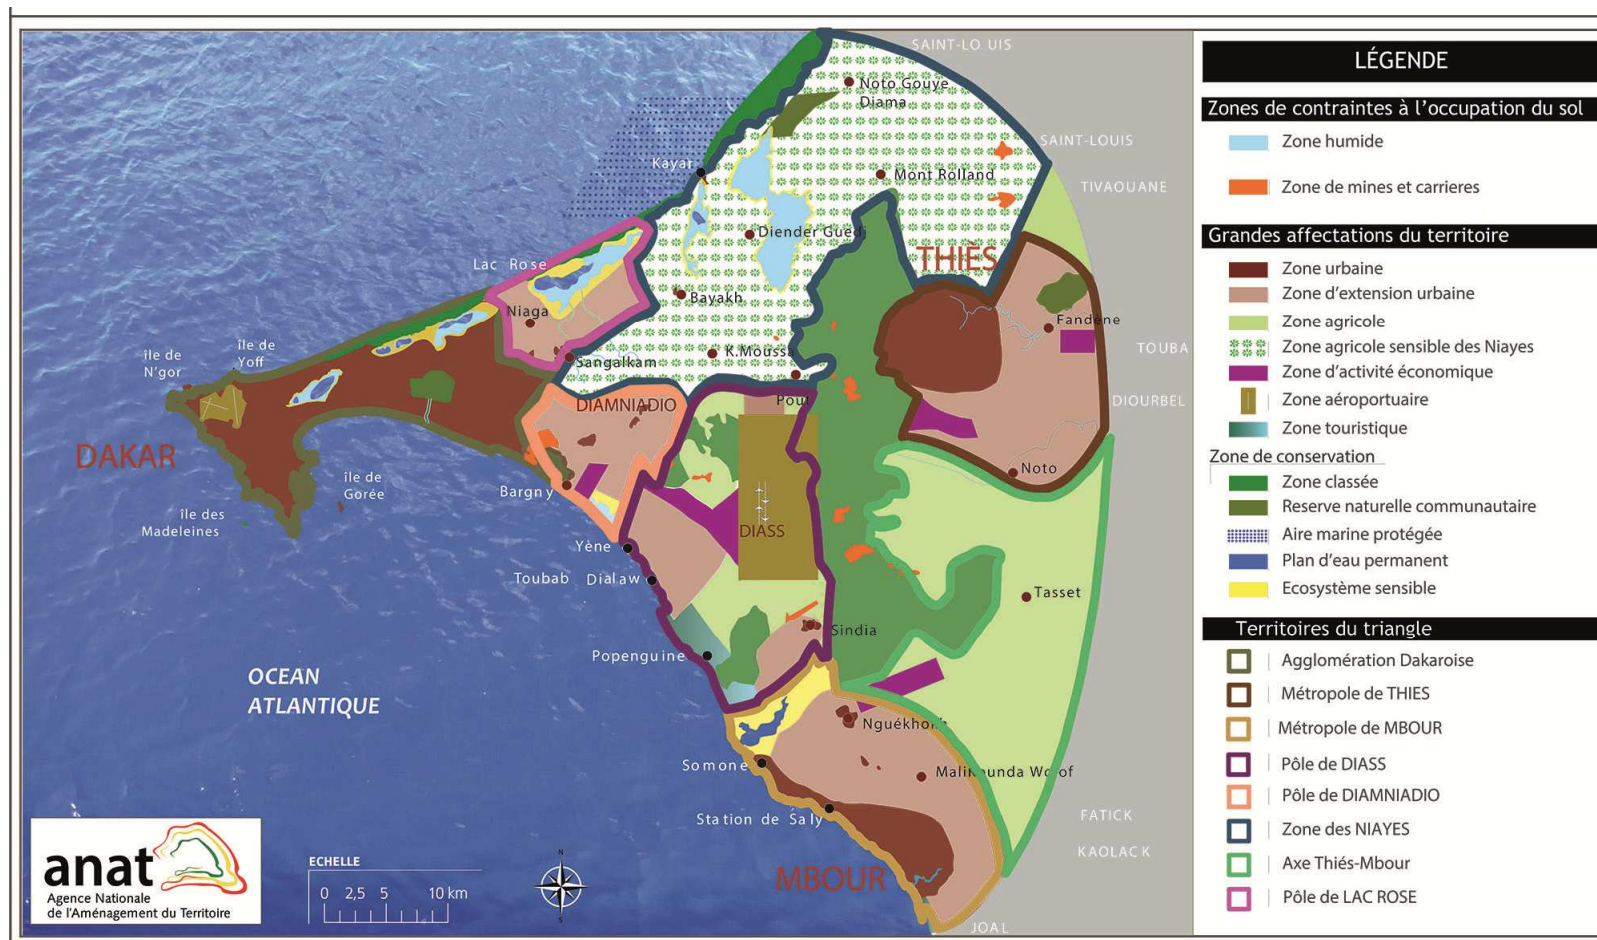 SAINT-LO UIS
Noto Gouye
Diama
SAINT-LOUIS
Kayar
Mont Rolland
TIVAOUANE
Diender Guedj
THIÈS
Lac Rose
Bayakh
Niaga
Fandène
île de
Yoff
île de
N'gor
K.Moussa
TOUBA
Sangalkam
Pout
DIOURBEL
DIAMNIADIO
DAKAR
Noto
île de
Gorée
Bargny
île des
Madeleines
DIASS
Yène
Toubab Dialaw
Tasset
Sindia
Popenguine
OCEAN
ATLANTIQUE
Nguékhokh
Somone
Malikounda Wolof
Station de Saly
FATICK
KAOLACK
MBOUR
JOAL
anat
Agence Nationale
de l'Aménagement du Territoire
ECHELLE
0 2,5 5 10 km
N
S
LÉGENDE
Zones de contraintes à l'occupation du sol
Zone humide
Zone de mines et carrieres
Grandes affectations du territoire
Zone urbaine
Zone d'extension urbaine
Zone agricole
Zone agricole sensible des Niayes
Zone d'activité économique
Zone aéroportuaire
Zone touristique
Zone de conservation
Zone classée
Reserve naturelle communautaire
Aire marine protégée
Plan d'eau permanent
Ecosystème sensible
Territoires du triangle
Agglomération Dakaroise
Métropole de THIES
Métropole de MBOUR
Pôle de DIASS
Pôle de DIAMNIADIO
Zone des NIAYES
Axe Thiés-Mbour
Pôle de LAC ROSE